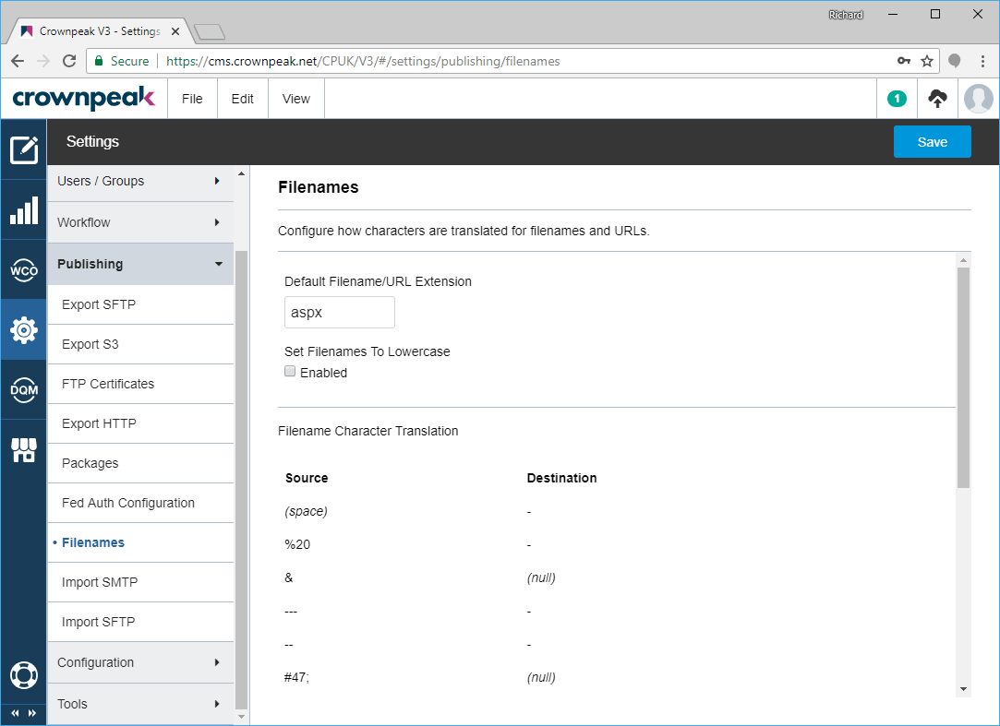 Richard
Crownpeak V3 - Settings
Secure https://cms.crownpeak.net/CPUK/V3/#/settings/publishing/filenames
crownpeak File Edit View 1
Settings Save
WCO
DQM
Users / Groups
Workflow
Publishing
Export SFTP
Export S3
FTP Certificates
Export HTTP
Packages
Fed Auth Configuration
• Filenames
Import SMTP
Import SFTP
Configuration
Tools
Filenames
Configure how characters are translated for filenames and URLs.
Default Filename/URL Extension
aspx
Set Filenames To Lowercase
Enabled
Filename Character Translation
Source Destination
(space) -
%20 -
& (null)
--- -
-- -
#47; (null)